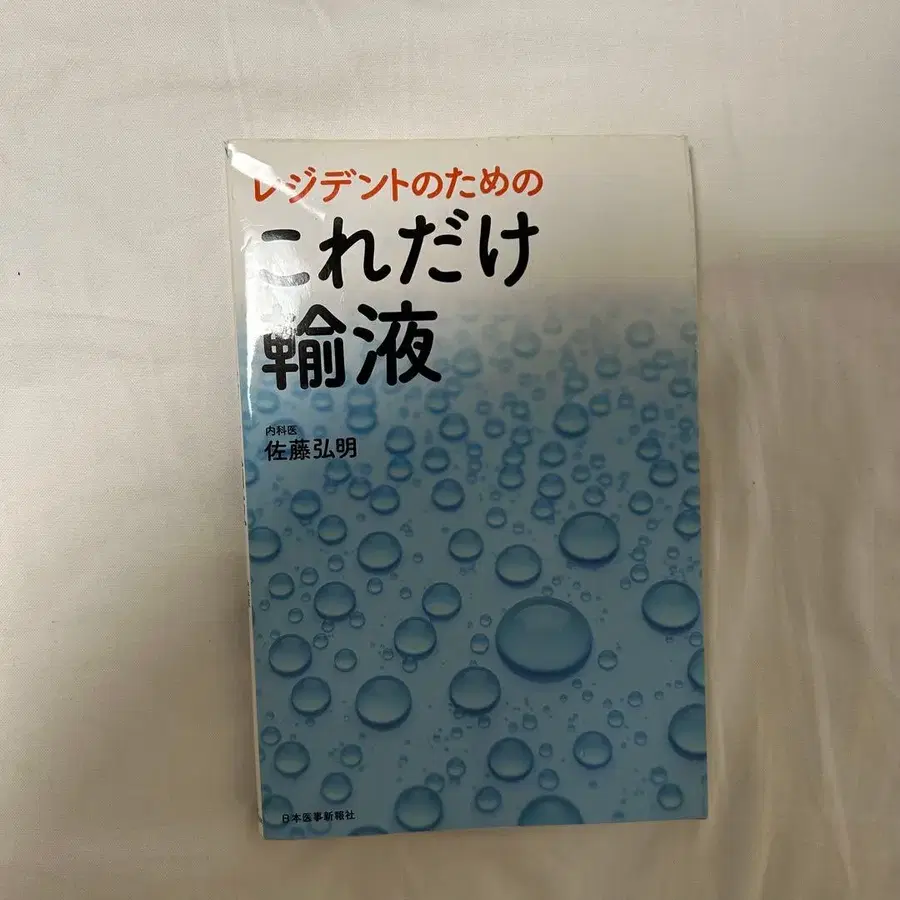 レジデントのための
これだけ
輸液
内科医
佐藤弘明
日本医事新報社